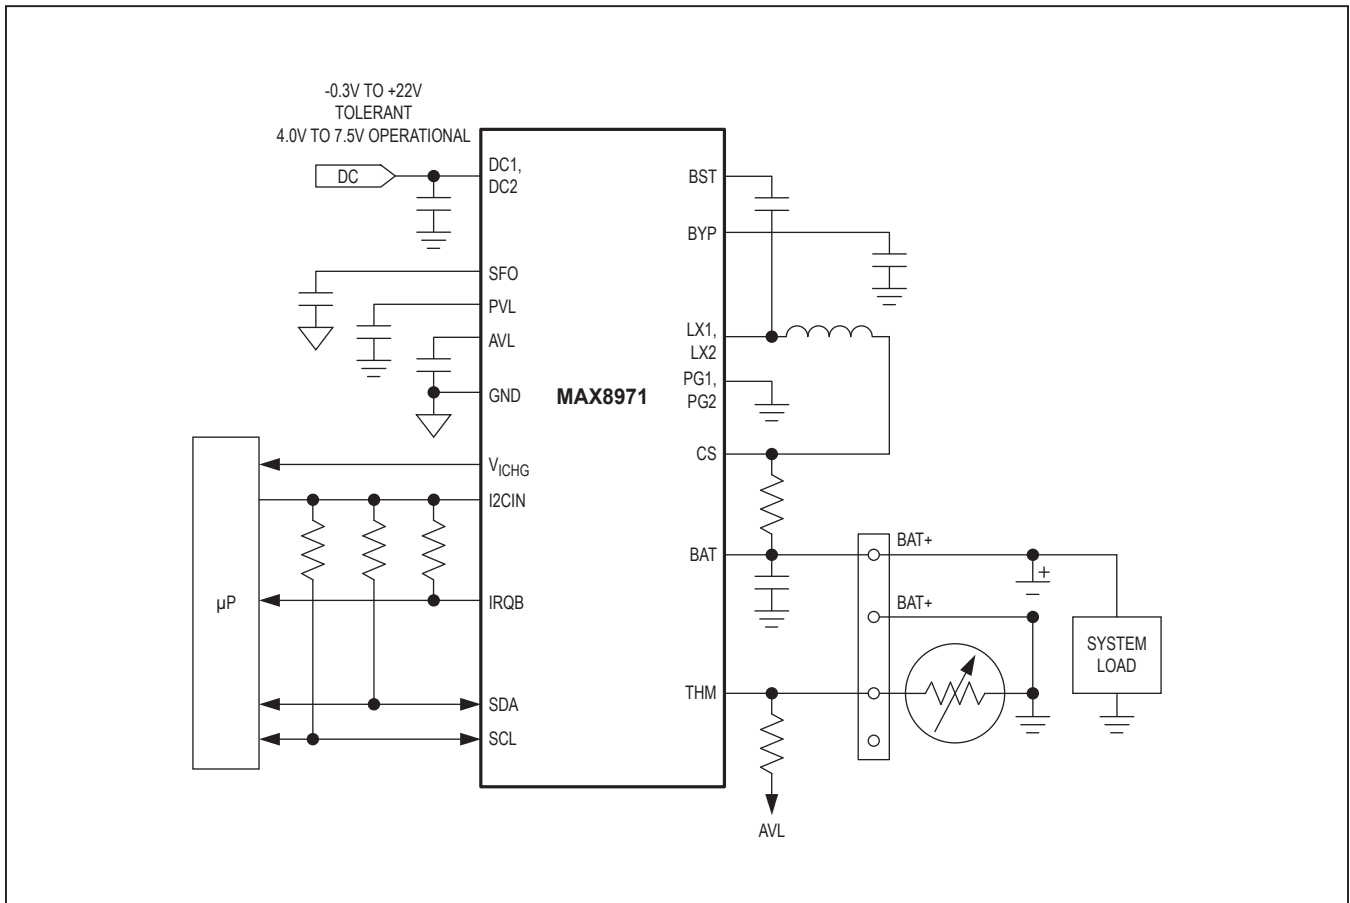 -0.3V TO +22V
TOLERANT
4.0V TO 7.5V OPERATIONAL
DC
DC1,
DC2
SFO
PVL
AVL
GND
VICHG
I2CIN
IRQB
SDA
SCL
µP
MAX8971
BST
BYP
LX1,
LX2
PG1,
PG2
CS
BAT
THM
AVL
BAT+
+
BAT+
SYSTEM
LOAD